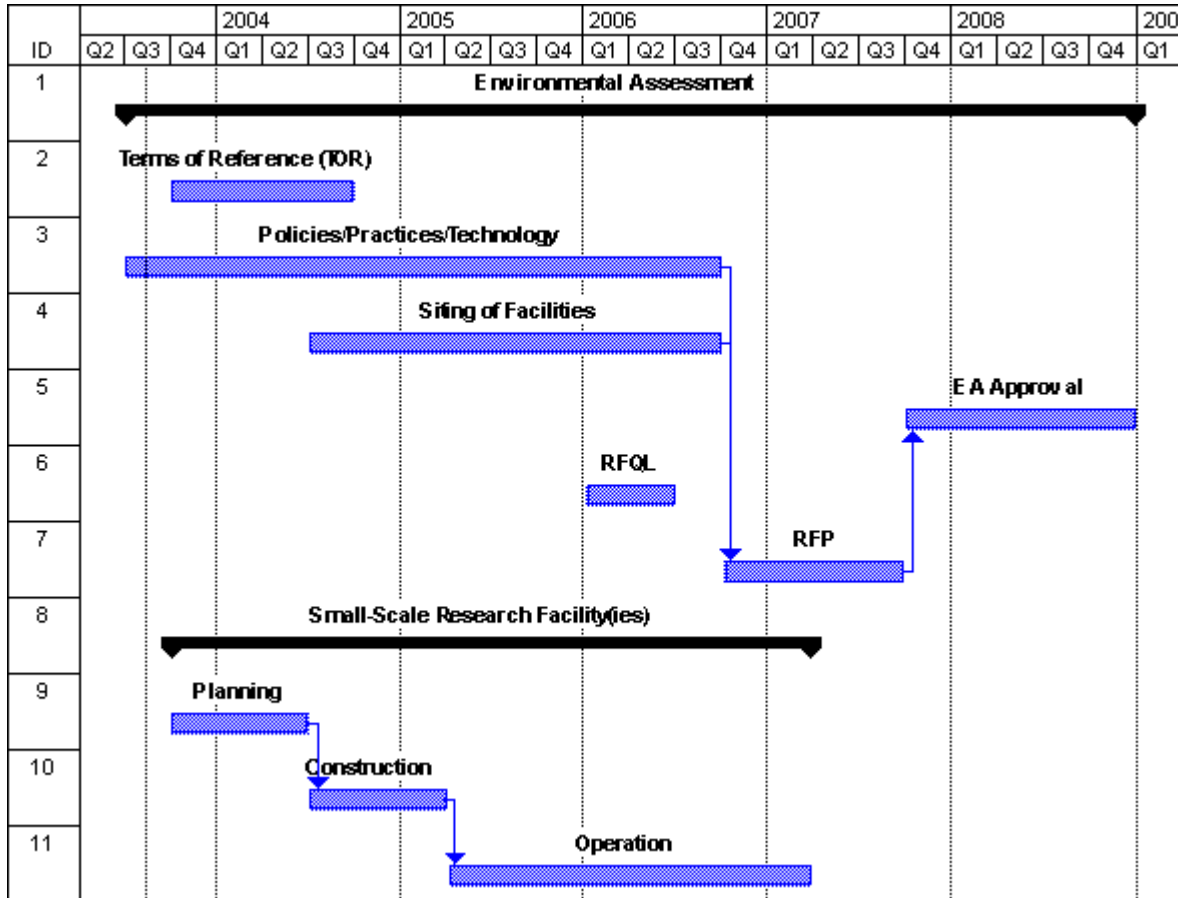 2004 2005 2006 2007 2008 200
ID Q2 Q3 Q4 Q1 Q2 Q3 Q4 Q1 Q2 Q3 Q4 Q1 Q2 Q3 Q4 Q1 Q2 Q3 Q4 Q1 Q2 Q3 Q4 Q1
1 Environmental Assessment
2 Terms of Reference (TOR)
3 Policies/Practices/Technology
4 Siting of Facilities
5 EA Approval
6 RFQL
7 RFP
8 Small-Scale Research Facility(ies)
9 Planning
10 Construction
11 Operation